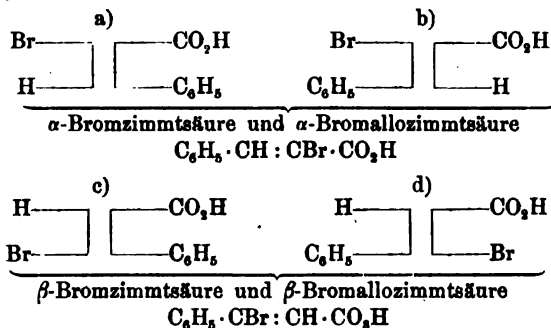 a) b)
Br CO₂H Br CO₂H
H C₆H₅ C₆H₅ H
α-Bromzimmtsäure und α-Bromallozimmtsäure
C₆H₅·CH : CBr·CO₂H
c) d)
H CO₂H H CO₂H
Br C₆H₅ C₆H₅ Br
β-Bromzimmtsäure und β-Bromallozimmtsäure
C₆H₅·CBr : CH·CO₂H